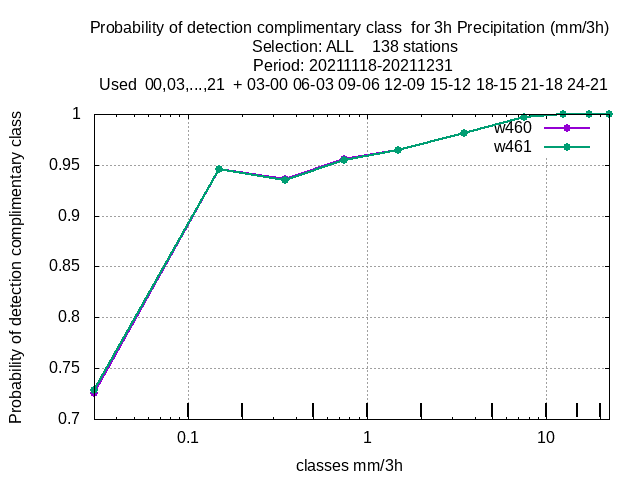 Probability of detection complimentary class  for 3h Precipitation (mm/3h)
Selection: ALL    138 stations
Period: 20211118-20211231
Used  00,03,...,21  + 03-00 06-03 09-06 12-09 15-12 18-15 21-18 24-21
Probability of detection complimentary class
1
0.95
0.9
0.85
0.8
0.75
0.7
w460
w461
0.1
1
10
classes mm/3h